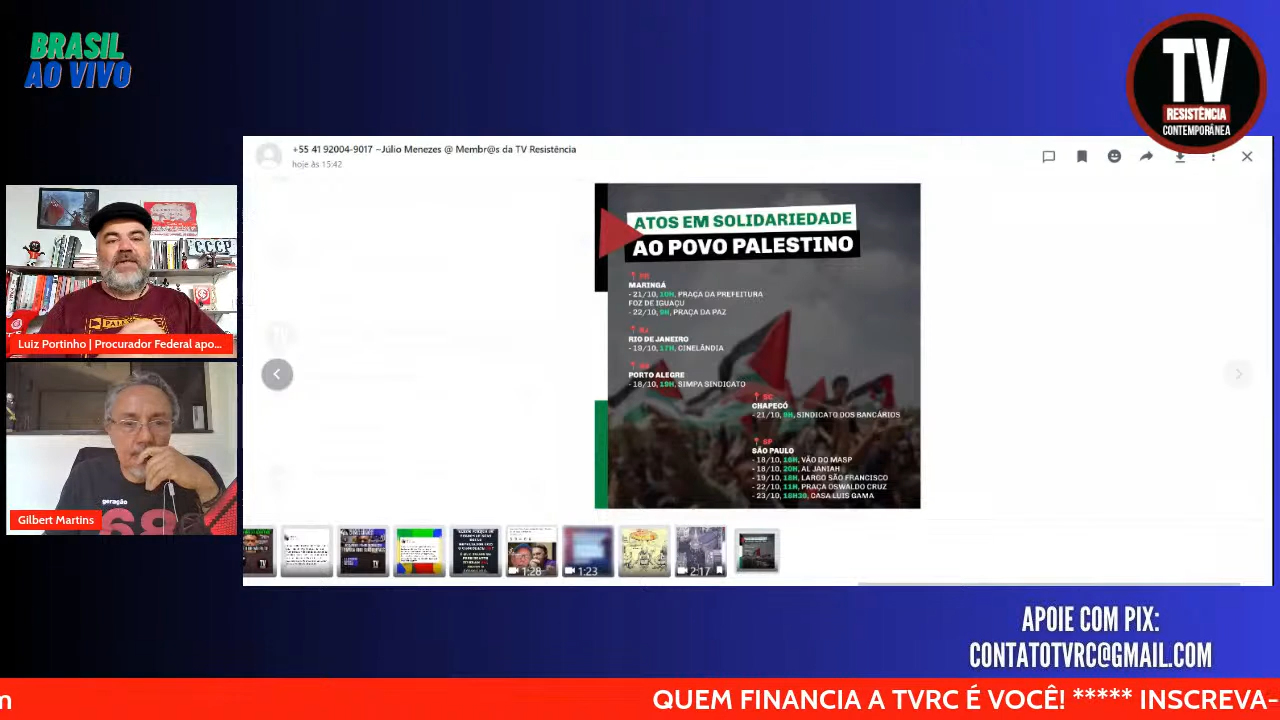 BRASIL
AO VIVO
TV
RESISTÊNCIA
CONTEMPORÂNEA
+55 41 92004-9017 ~Júlio Menezes @ Membr@s da TV Resistência
hoje às 15:42
ATOS EM SOLIDARIEDADE
AO POVO PALESTINO
PR
MARINGÁ
- 21/10, 10H, PRAÇA DA PREFEITURA
FOZ DE IGUAÇU
- 22/10, 9H, PRAÇA DA PAZ
RJ
RIO DE JANEIRO
- 19/10, 17H, CINELÂNDIA
PORTO ALEGRE
- 18/10, 19H, SIMPA SINDICATO
SC
CHAPECÓ
- 21/10, 9H, SINDICATO DOS BANCÁRIOS
SP
SÃO PAULO
- 18/10, 18H, VÃO DO MASP
- 18/10, 20H, AL JANIAH
- 19/10, 18H, LARGO SÃO FRANCISCO
- 22/10, 11H, PRAÇA OSWALDO CRUZ
- 23/10, 18H30, CASA LUIS GAMA
Luiz Portinho | Procurador Federal apo...
geração
68
Gilbert Martins
1:28
1:23
2:17
TV
APOIE COM PIX:
CONTATOTVRC@GMAIL.COM
m
QUEM FINANCIA A TVRC É VOCÊ! ***** INSCREVA-